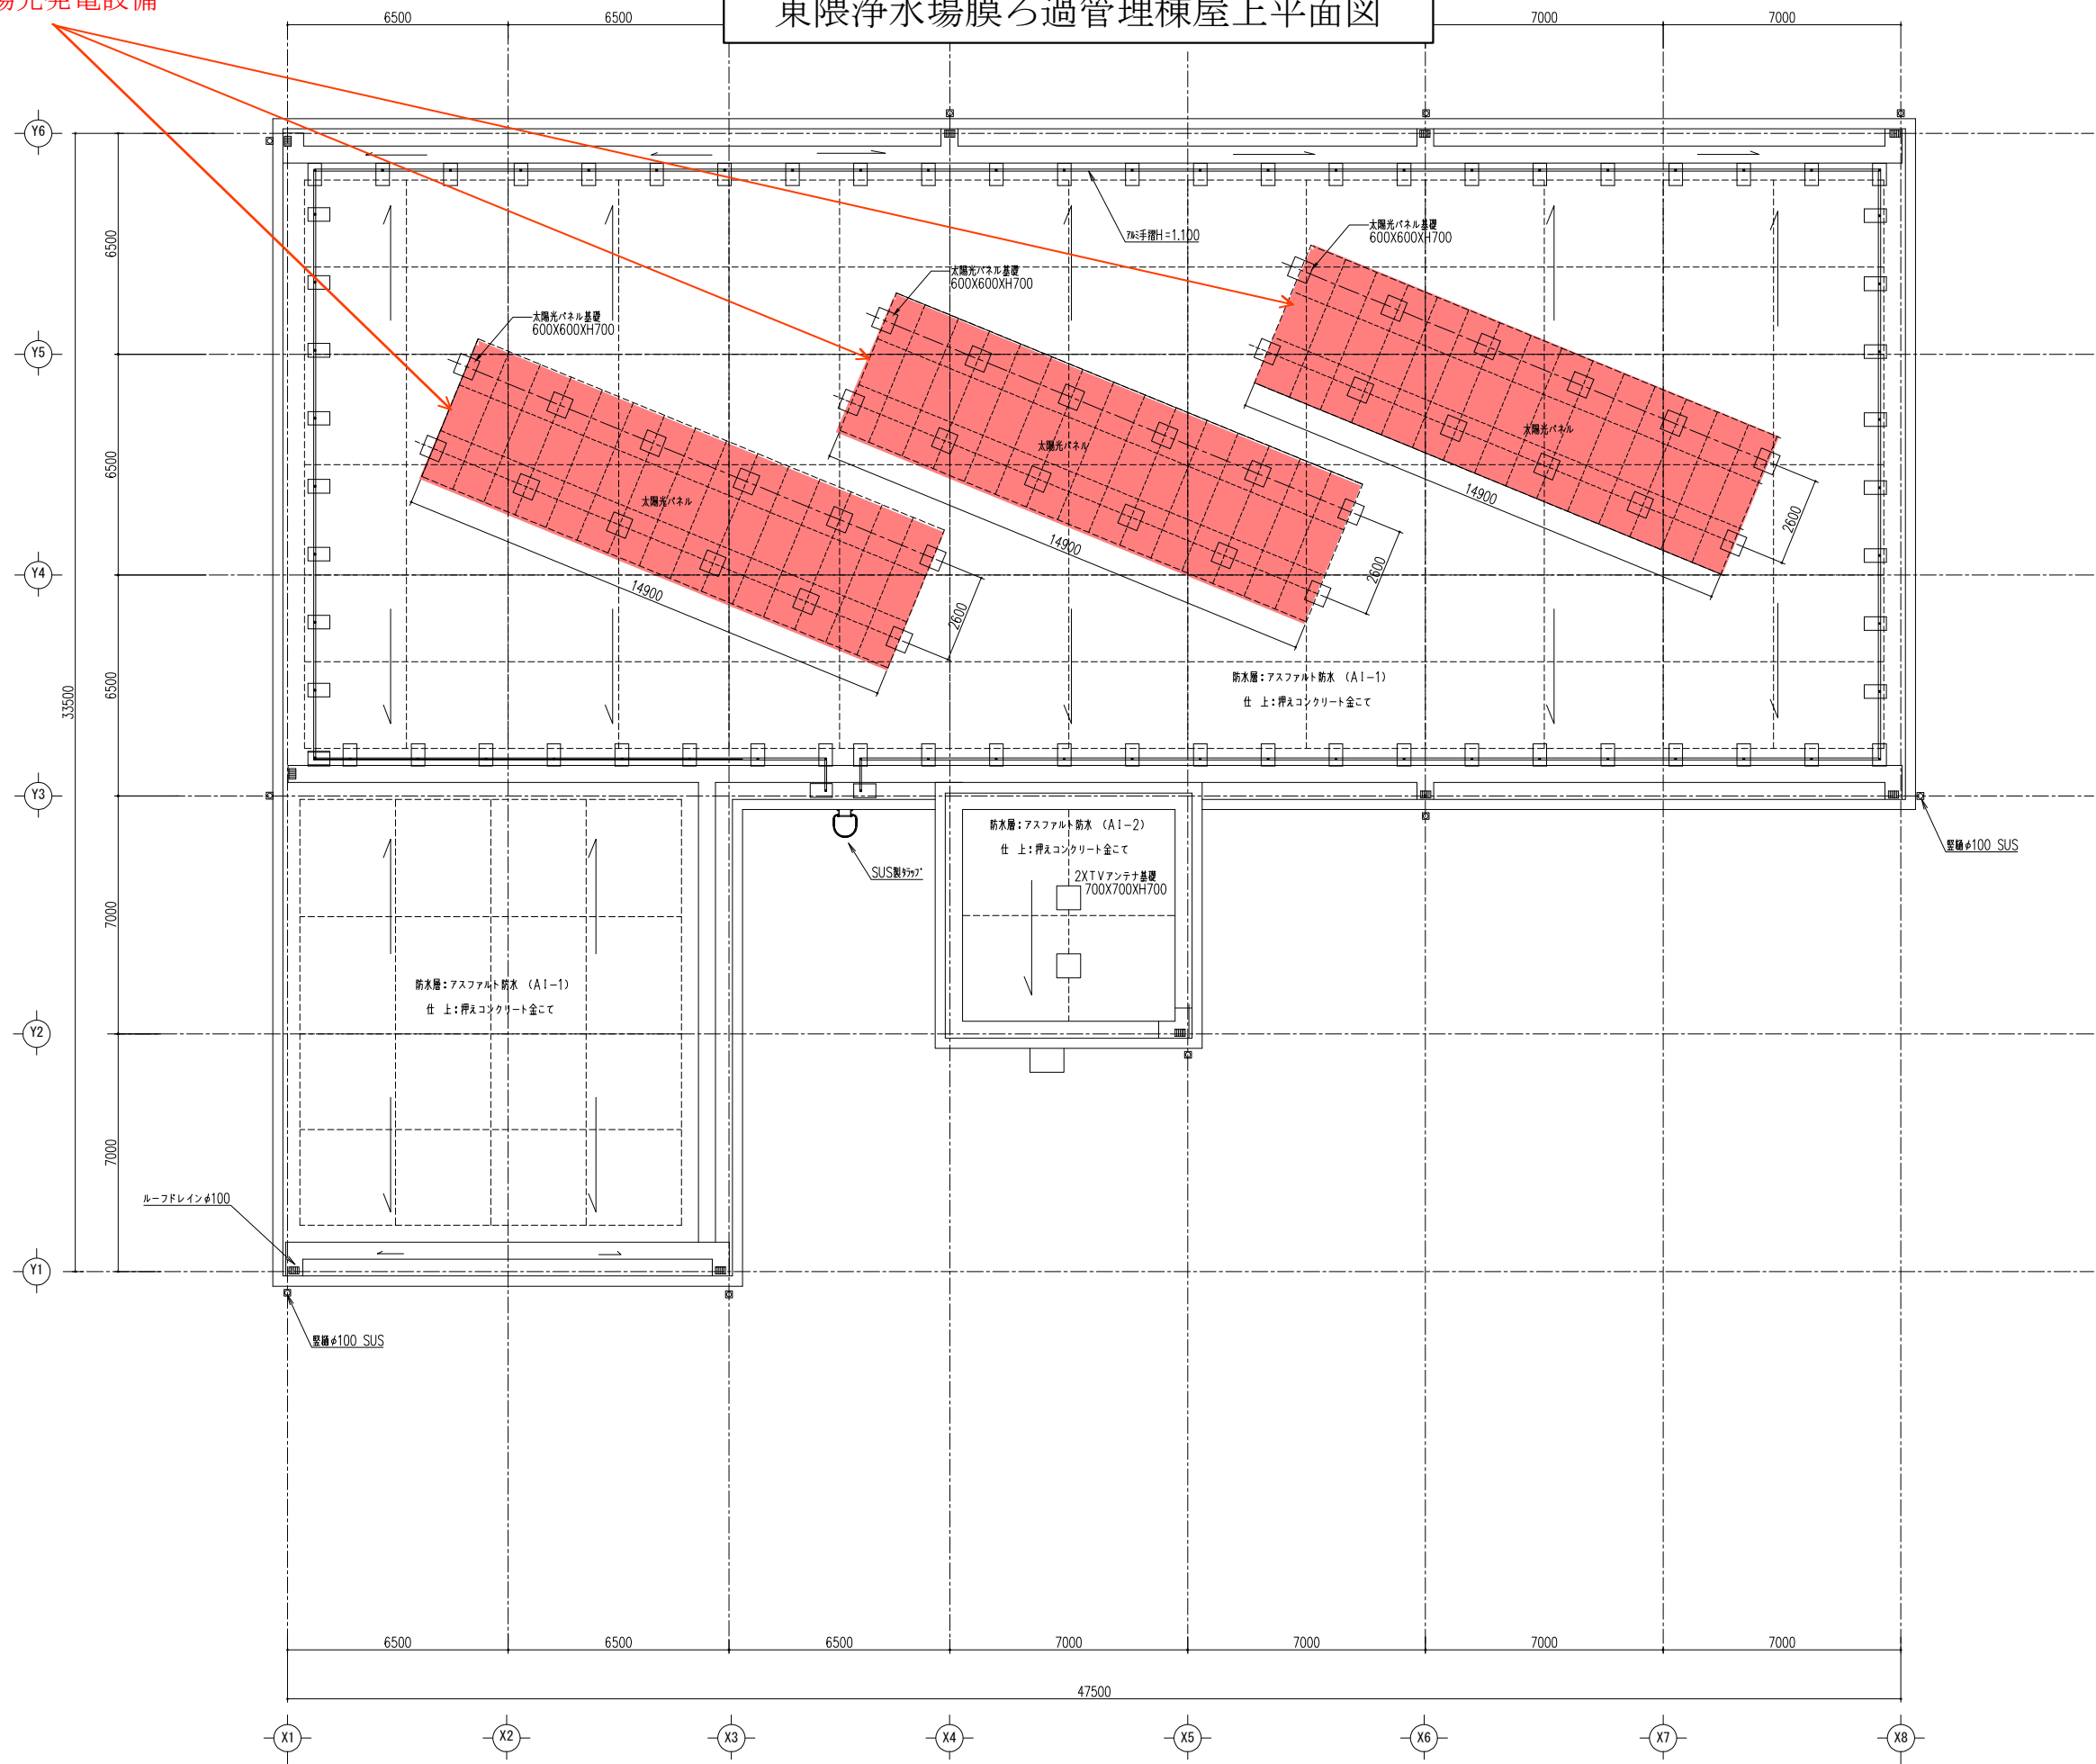 陽光発電設備
東隈浄水場膜ろ過管理棟屋上平面図
6500
6500
7000
7000
Y6
Y5
Y4
Y3
Y2
Y1
6500
6500
6500
7000
7000
33500
アルミ手摺H=1.100
太陽光パネル基礎
600X600XH700
太陽光パネル基礎
600X600XH700
太陽光パネル基礎
600X600XH700
太陽光パネル
太陽光パネル
太陽光パネル
14900
2600
14900
2600
14900
2600
防水層：アスファルト防水 （AI-1）
仕 上：押えコンクリート金こて
防水層：アスファルト防水 （AI-2）
仕 上：押えコンクリート金こて
2XTVアンテナ基礎
700X700XH700
SUS製タラップ
竪樋φ100 SUS
防水層：アスファルト防水 （AI-1）
仕 上：押えコンクリート金こて
ルーフドレインφ100
竪樋φ100 SUS
6500
6500
6500
7000
7000
7000
7000
47500
X1
X2
X3
X4
X5
X6
X7
X8